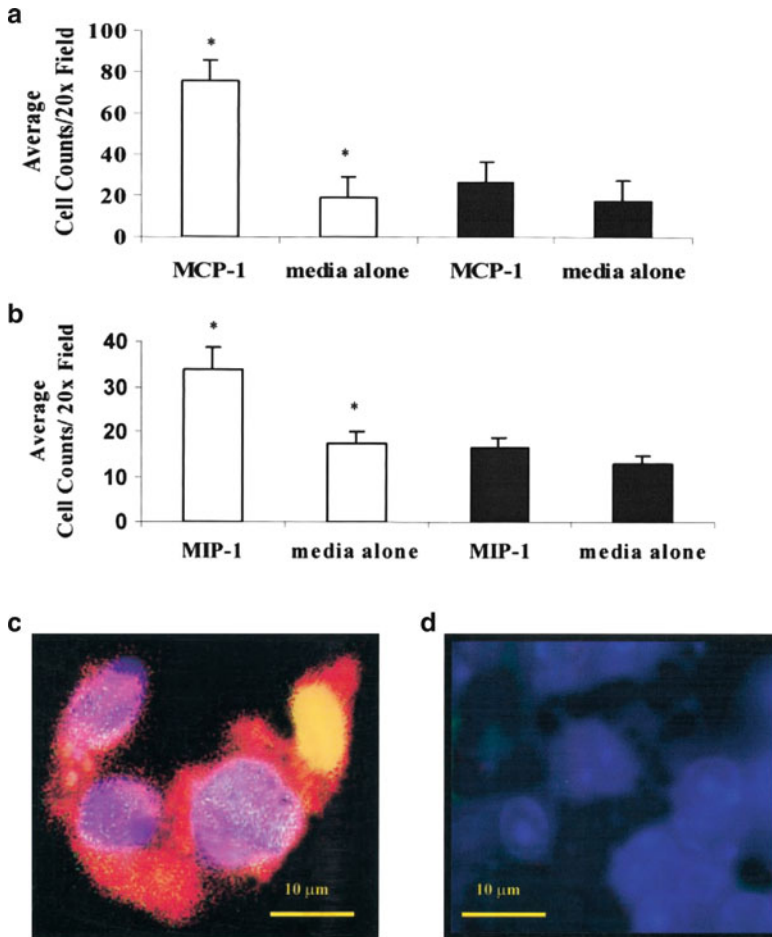 a
Average
Cell Counts/20x Field
100
80
60
40
20
0
*
*
MCP-1 media alone MCP-1 media alone
b
Average
Cell Counts/ 20x Field
40
30
20
10
0
*
*
MIP-1 media alone MIP-1 media alone
c
10 µm
d
10 µm